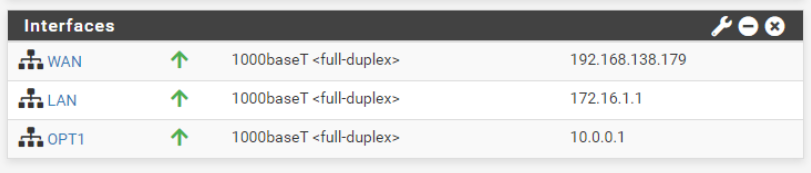 Interfaces
WAN 1000baseT <full-duplex> 192.168.138.179
LAN 1000baseT <full-duplex> 172.16.1.1
OPT1 1000baseT <full-duplex> 10.0.0.1